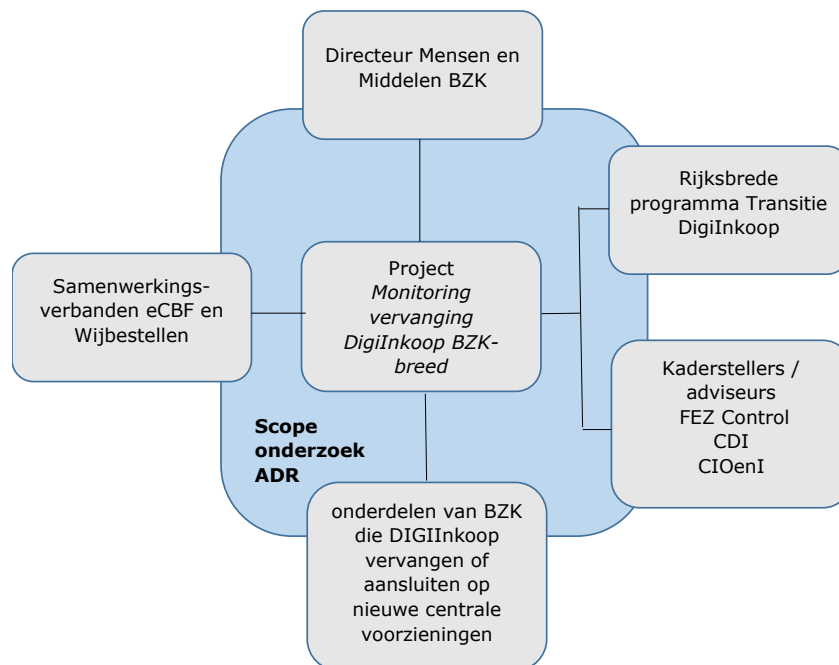 Directeur Mensen en
Middelen BZK
Rijksbrede
programma Transitie
DigiInkoop
Samenwerkings-
verbanden eCBF en
Wijbestellen
Project
Monitoring
vervanging
DigiInkoop BZK-
breed
Kaderstellers /
adviseurs
FEZ Control
CDI
CIOenI
Scope
onderzoek
ADR
onderdelen van BZK
die DIGIInkoop
vervangen of
aansluiten op
nieuwe centrale
voorzieningen